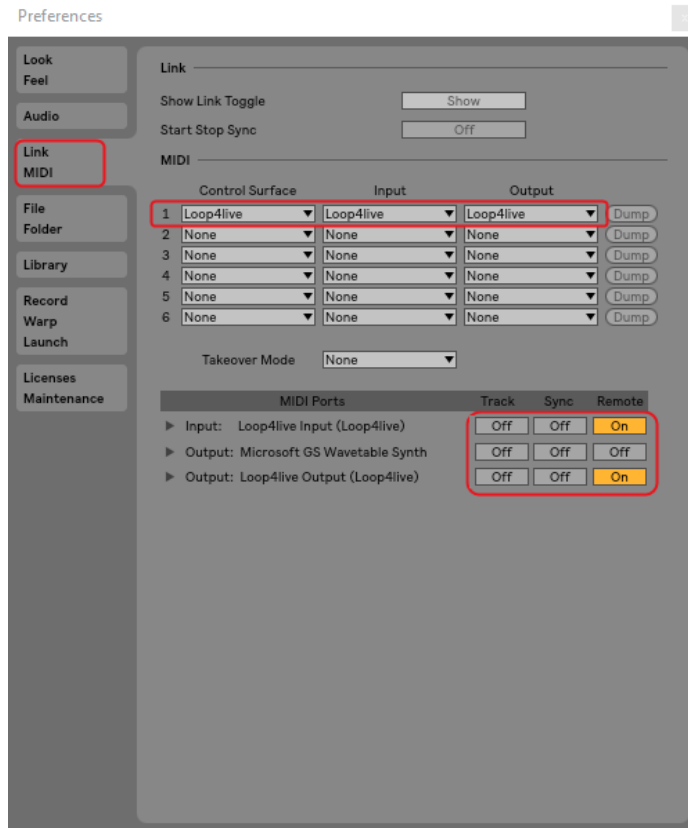 Preferences
Look
Feel
Audio
Link
MIDI
File
Folder
Library
Record
Warp
Launch
Licenses
Maintenance
Link
Show Link Toggle Show
Start Stop Sync Off
MIDI
Control Surface Input Output
1 Loop4live Loop4live Loop4live Dump
2 None None None Dump
3 None None None Dump
4 None None None Dump
5 None None None Dump
6 None None None Dump
Takeover Mode None
MIDI Ports Track Sync Remote
Input: Loop4live Input (Loop4live) Off Off On
Output: Microsoft GS Wavetable Synth Off Off Off
Output: Loop4live Output (Loop4live) Off Off On